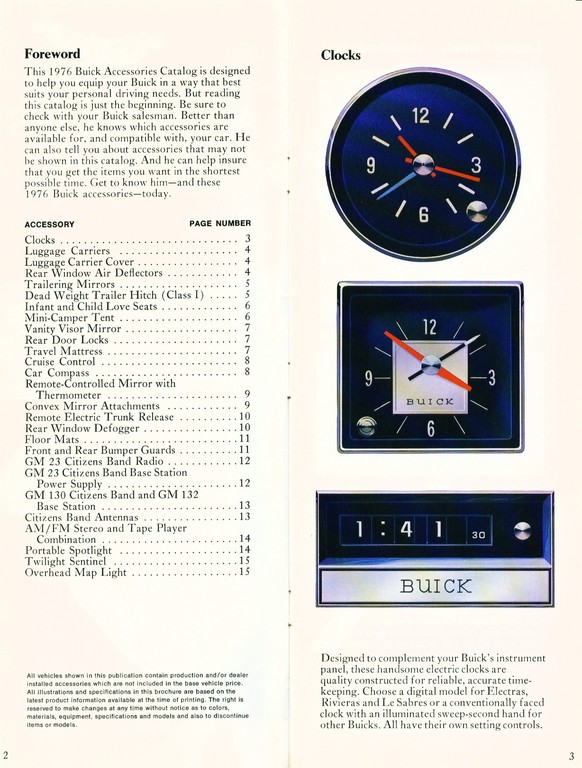 Foreword
This 1976 Buick Accessories Catalog is designed
to help you equip your Buick in a way that best
suits your personal driving needs. But reading
this catalog is just the beginning. Be sure to
check with your Buick salesman. Better than
anyone else, he knows which accessories are
available for, and compatible with, your car. He
can also tell you about accessories that may not
be shown in this catalog. And he can help insure
that you get the items you want in the shortest
possible time. Get to know him—and these
1976 Buick accessories—today.
ACCESSORY PAGE NUMBER
Clocks . . . . . . . . . . . . . . . . . . . . . . . . . . . . 3
Luggage Carriers . . . . . . . . . . . . . . . . . . . 4
Luggage Carrier Cover . . . . . . . . . . . . . . . . 4
Rear Window Air Deflectors . . . . . . . . . . . 4
Trailering Mirrors . . . . . . . . . . . . . . . . . . . 5
Dead Weight Trailer Hitch (Class I) . . . . . 5
Infant and Child Love Seats . . . . . . . . . . . . 6
Mini-Camper Tent . . . . . . . . . . . . . . . . . . . 6
Vanity Visor Mirror . . . . . . . . . . . . . . . . . . 7
Rear Door Locks . . . . . . . . . . . . . . . . . . . . 7
Travel Mattress . . . . . . . . . . . . . . . . . . . . . 7
Cruise Control . . . . . . . . . . . . . . . . . . . . . . 8
Car Compass . . . . . . . . . . . . . . . . . . . . . . . 8
Remote-Controlled Mirror with
Thermometer . . . . . . . . . . . . . . . . . . . . . 9
Convex Mirror Attachments . . . . . . . . . . . 9
Remote Electric Trunk Release . . . . . . . . . .10
Rear Window Defogger . . . . . . . . . . . . . . . .10
Floor Mats . . . . . . . . . . . . . . . . . . . . . . . . .11
Front and Rear Bumper Guards . . . . . . . . . .11
GM 23 Citizens Band Radio . . . . . . . . . . . .12
GM 23 Citizens Band Base Station
Power Supply . . . . . . . . . . . . . . . . . . . . .12
GM 130 Citizens Band and GM 132
Base Station . . . . . . . . . . . . . . . . . . . . . .13
Citizens Band Antennas . . . . . . . . . . . . . . .13
AM/FM Stereo and Tape Player
Combination . . . . . . . . . . . . . . . . . . . . . .14
Portable Spotlight . . . . . . . . . . . . . . . . . . .14
Twilight Sentinel . . . . . . . . . . . . . . . . . . . .15
Overhead Map Light . . . . . . . . . . . . . . . . .15
All vehicles shown in this publication contain production and/or dealer
installed accessories which are not included in the base vehicle price.
All illustrations and specifications in this brochure are based on the
latest product information available at the time of printing. The right is
reserved to make changes at any time without notice as to colors,
materials, equipment, specifications and models and also to discontinue
items or models.
2
Clocks
12
9 3
6
12
9 3
BUICK
6
1 : 4 1 30
BUICK
Designed to complement your Buick's instrument
panel, these handsome electric clocks are
quality constructed for reliable, accurate time-
keeping. Choose a digital model for Electras,
Rivieras and Le Sabres or a conventionally faced
clock with an illuminated sweep-second hand for
other Buicks. All have their own setting controls.
3